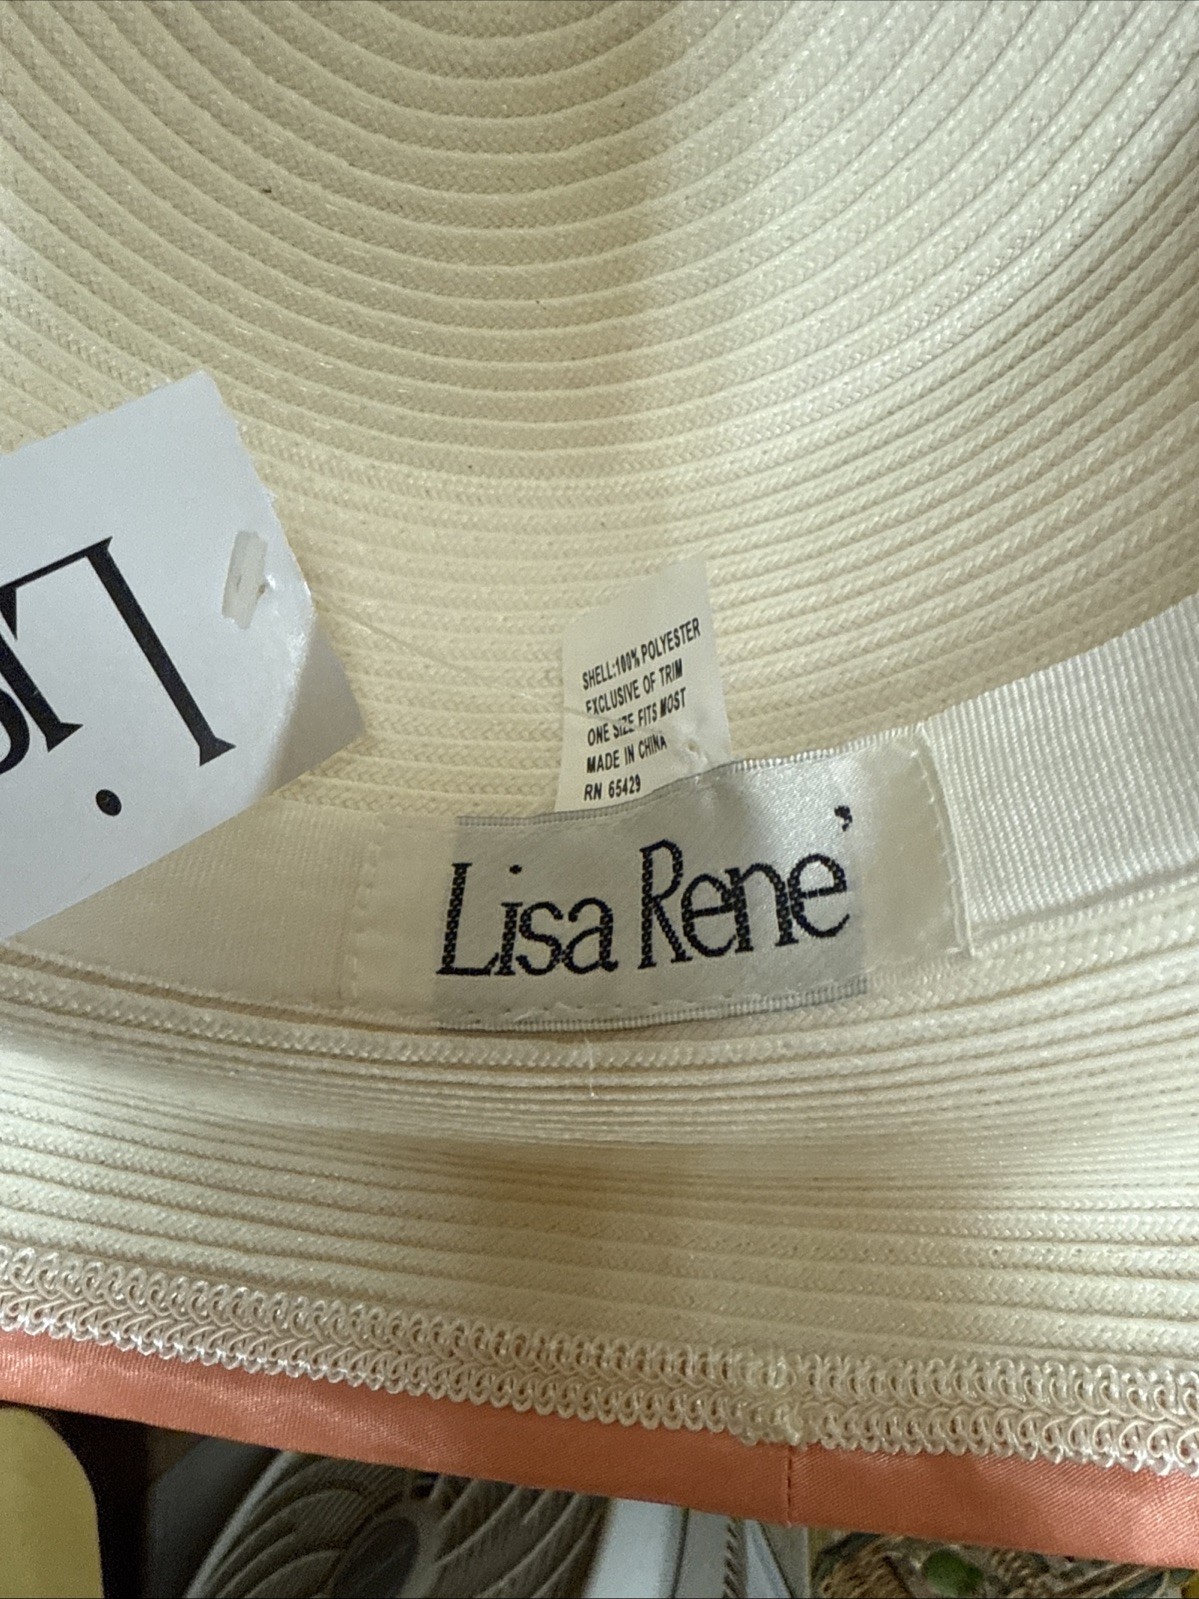 SHELL:100% POLYESTER
EXCLUSIVE OF TRIM
ONE SIZE FITS MOST
MADE IN CHINA
RN 65429
Lisa Rene'